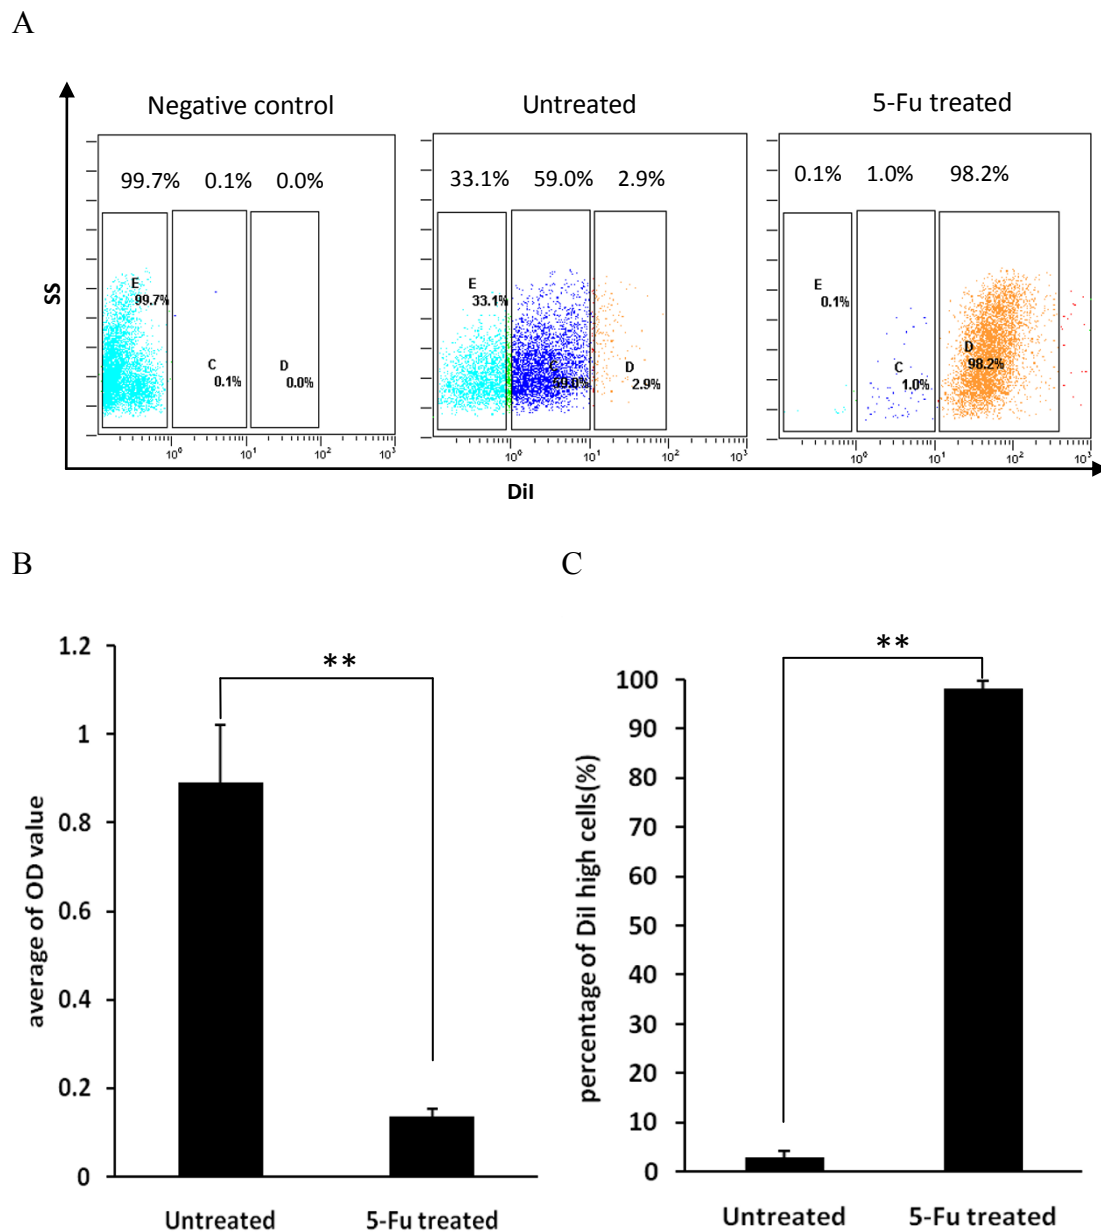 A
Negative control
Untreated
5-Fu treated
99.7% 0.1% 0.0%
33.1% 59.0% 2.9%
0.1% 1.0% 98.2%
SS
E
99.7%
C
0.1%
D
0.0%
E
33.1%
C
59.0%
D
2.9%
E
0.1%
C
1.0%
D
98.2%
10⁰ 10¹ 10² 10³
10⁰ 10¹ 10² 10³
10⁰ 10¹ 10² 10³
DiI
B
**
1.2
1
0.8
0.6
0.4
0.2
0
average of OD value
Untreated 5-Fu treated
C
**
100
90
80
70
60
50
40
30
20
10
0
percentage of DiI high cells(%)
Untreated 5-Fu treated